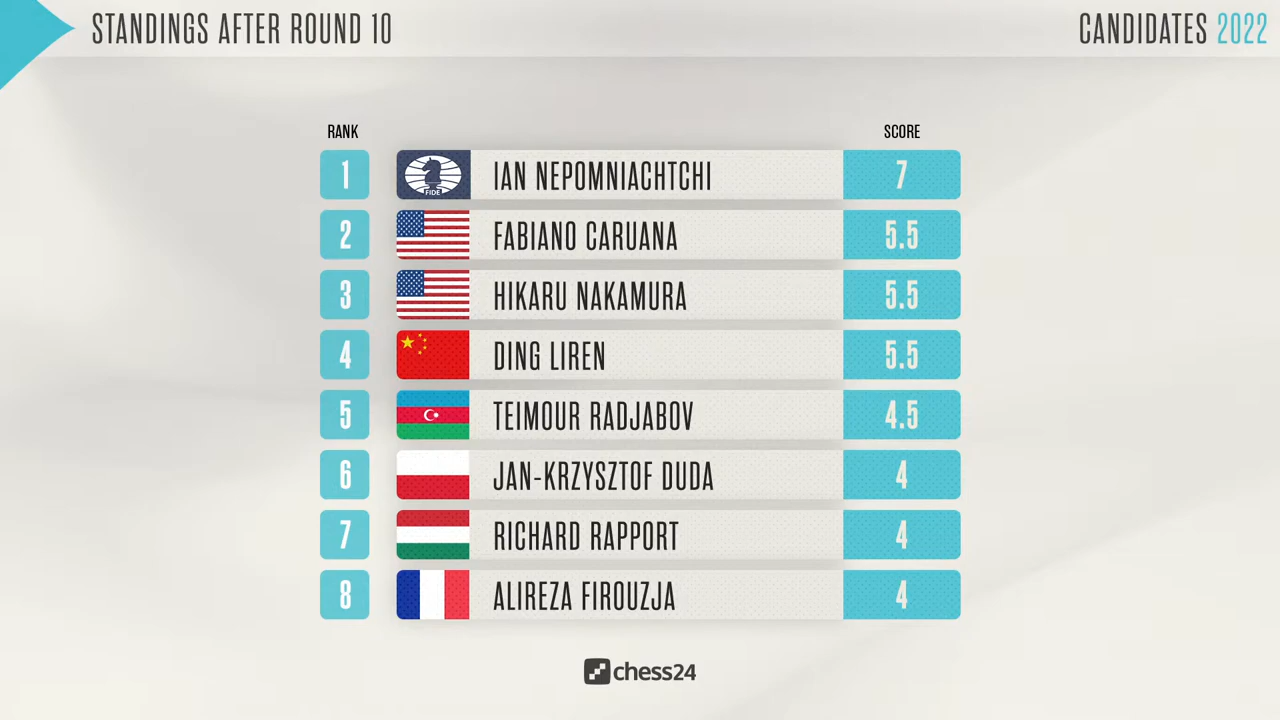 STANDINGS AFTER ROUND 10
CANDIDATES 2022
RANK SCORE
1 FIDE IAN NEPOMNIACHTCHI 7
2 FABIANO CARUANA 5.5
3 HIKARU NAKAMURA 5.5
4 DING LIREN 5.5
5 TEIMOUR RADJABOV 4.5
6 JAN-KRZYSZTOF DUDA 4
7 RICHARD RAPPORT 4
8 ALIREZA FIROUZJA 4
chess24